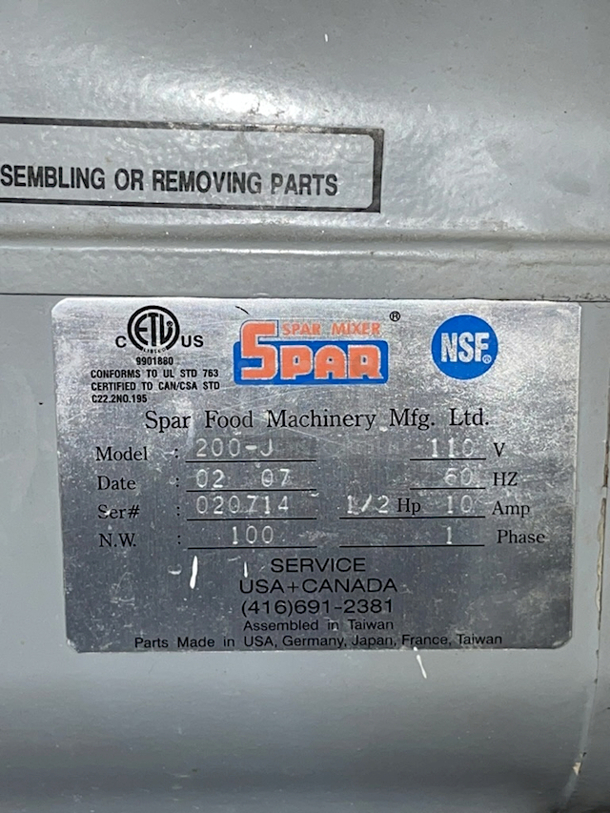 SEMBLING OR REMOVING PARTS
C ETL US
LISTED
9901880
CONFORMS TO UL STD 763
CERTIFIED TO CAN/CSA STD
C22.2NO.195
SPAR MIXER ®
SPAR
NSF®
Spar Food Machinery Mfg. Ltd.
Model : 200-J 110 V
Date : 02 07 60 HZ
Ser# : 020714 1/2 Hp 10 Amp
N.W. : 100 1 Phase
SERVICE
USA+CANADA
(416)691-2381
Assembled in Taiwan
Parts Made in USA, Germany, Japan, France, Taiwan